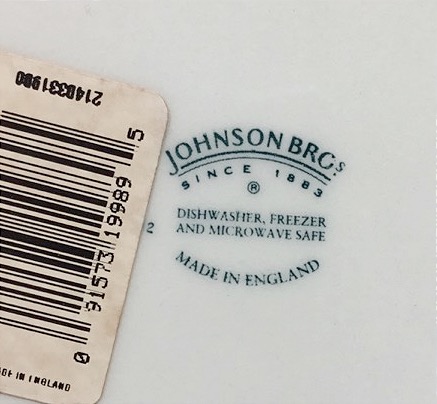 2140331900
0 91573 19989 5
IN ENGLAND
2
JOHNSON BROS
SINCE 1883
®
DISHWASHER, FREEZER
AND MICROWAVE SAFE
MADE IN ENGLAND